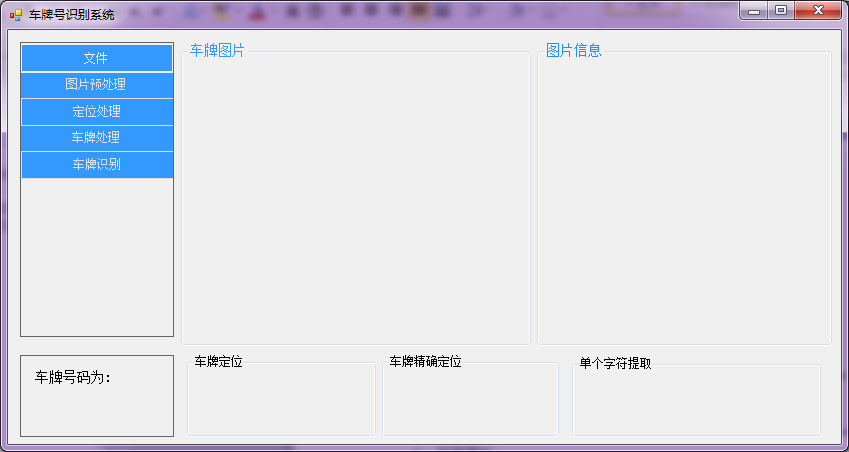 车牌号识别系统
文件
图片预处理
定位处理
车牌处理
车牌识别
车牌图片
图片信息
车牌号码为:
车牌定位
车牌精确定位
单个字符提取